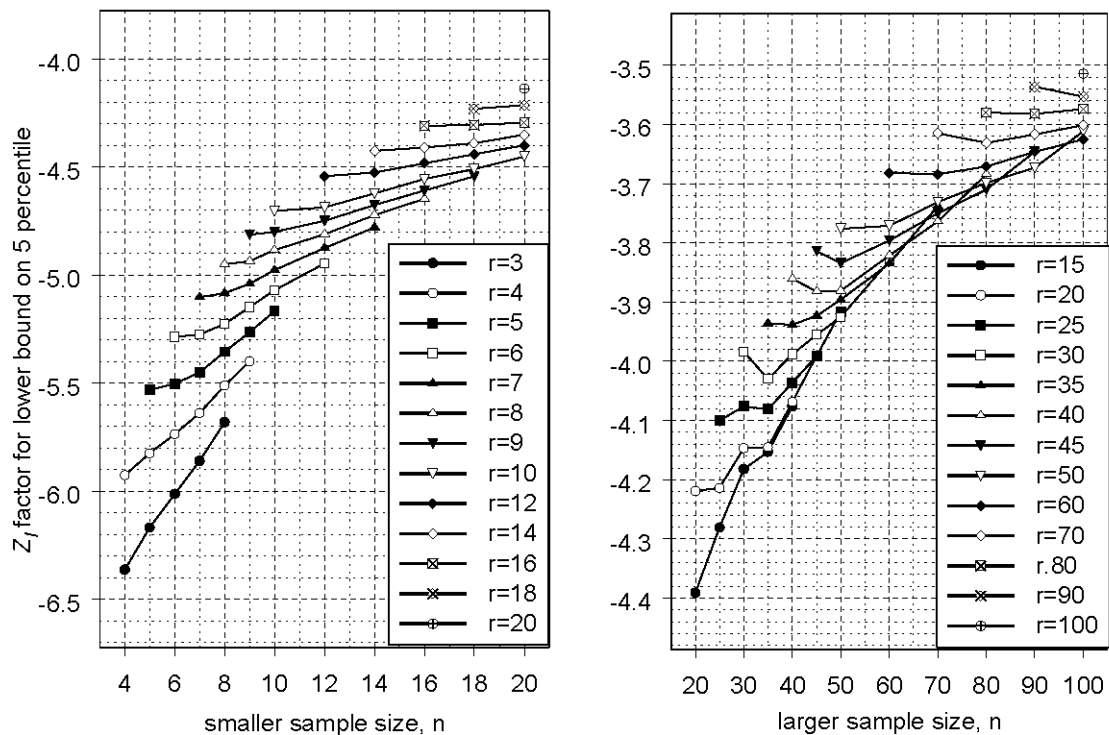 Z_l factor for lower bound on 5 percentile
-4.0
-4.5
-5.0
-5.5
-6.0
-6.5
4 6 8 10 12 14 16 18 20
smaller sample size, n
r=3
r=4
r=5
r=6
r=7
r=8
r=9
r=10
r=12
r=14
r=16
r=18
r=20
-3.5
-3.6
-3.7
-3.8
-3.9
-4.0
-4.1
-4.2
-4.3
-4.4
20 30 40 50 60 70 80 90 100
larger sample size, n
r=15
r=20
r=25
r=30
r=35
r=40
r=45
r=50
r=60
r=70
r.80
r=90
r=100